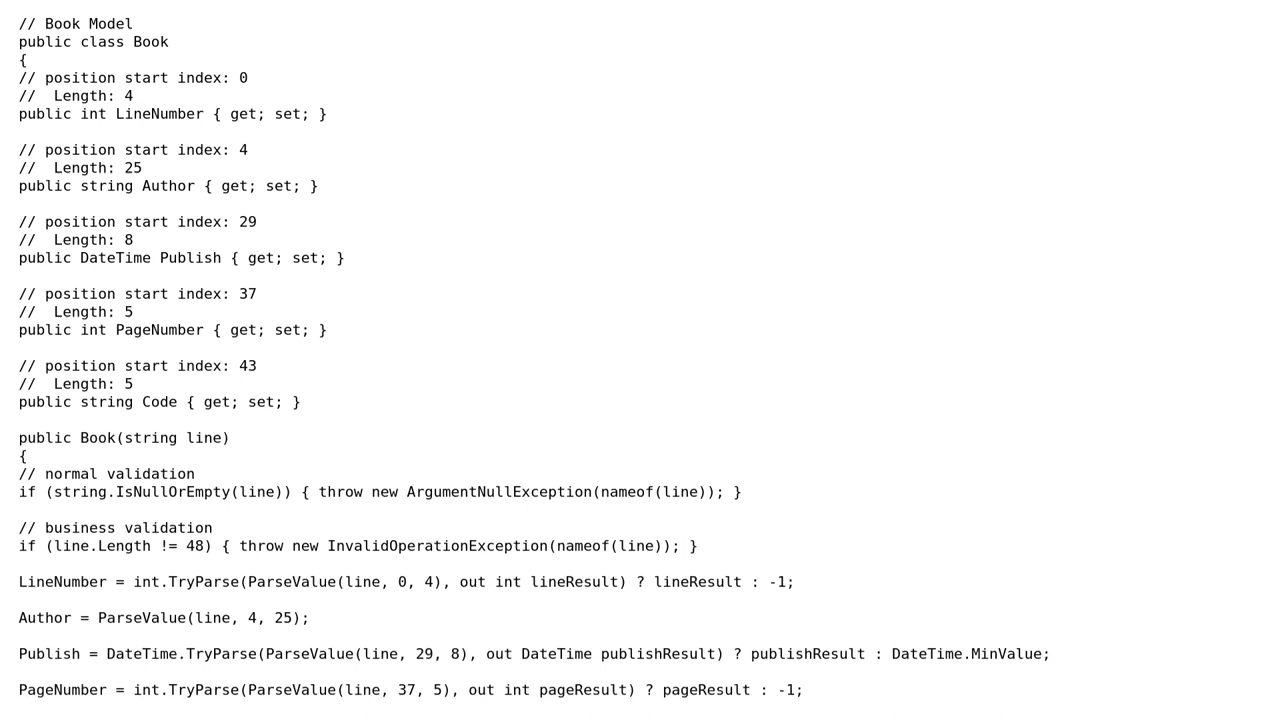 // Book Model
public class Book
{
// position start index: 0
//  Length: 4
public int LineNumber { get; set; }
// position start index: 4
//  Length: 25
public string Author { get; set; }
// position start index: 29
//  Length: 8
public DateTime Publish { get; set; }
// position start index: 37
//  Length: 5
public int PageNumber { get; set; }
// position start index: 43
//  Length: 5
public string Code { get; set; }
public Book(string line)
{
// normal validation
if (string.IsNullOrEmpty(line)) { throw new ArgumentNullException(nameof(line)); }
// business validation
if (line.Length != 48) { throw new InvalidOperationException(nameof(line)); }
LineNumber = int.TryParse(ParseValue(line, 0, 4), out int lineResult) ? lineResult : -1;
Author = ParseValue(line, 4, 25);
Publish = DateTime.TryParse(ParseValue(line, 29, 8), out DateTime publishResult) ? publishResult : DateTime.MinValue;
PageNumber = int.TryParse(ParseValue(line, 37, 5), out int pageResult) ? pageResult : -1;